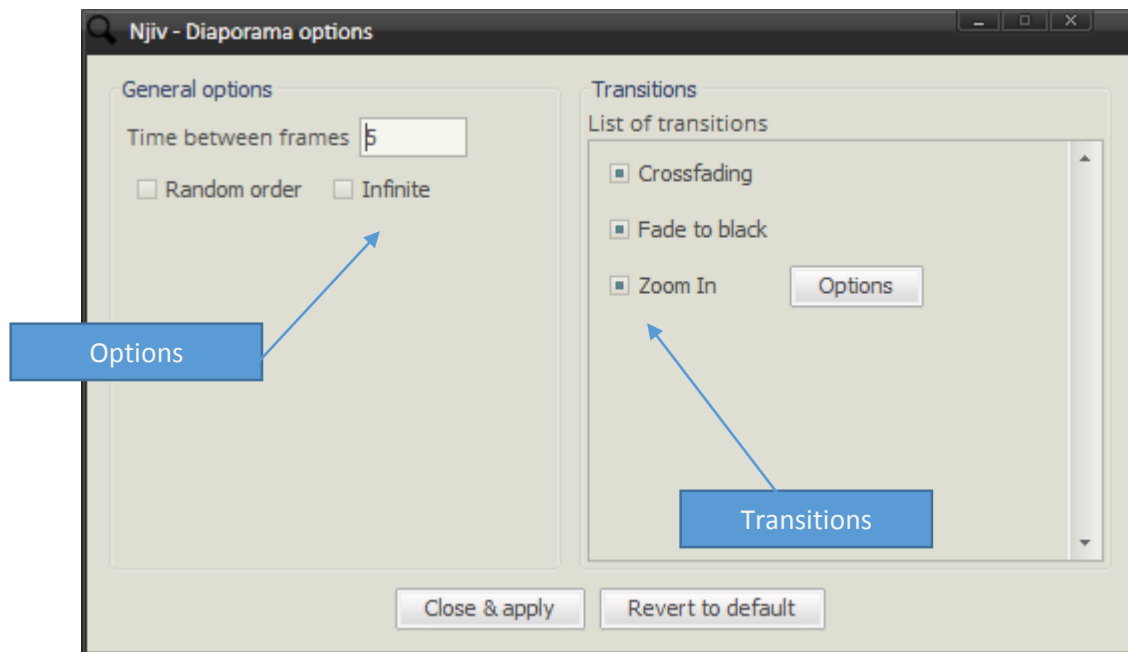 Njiv - Diaporama options
General options
Time between frames 5
Random order Infinite
Options
Transitions
List of transitions
Crossfading
Fade to black
Zoom In Options
Transitions
Close & apply Revert to default